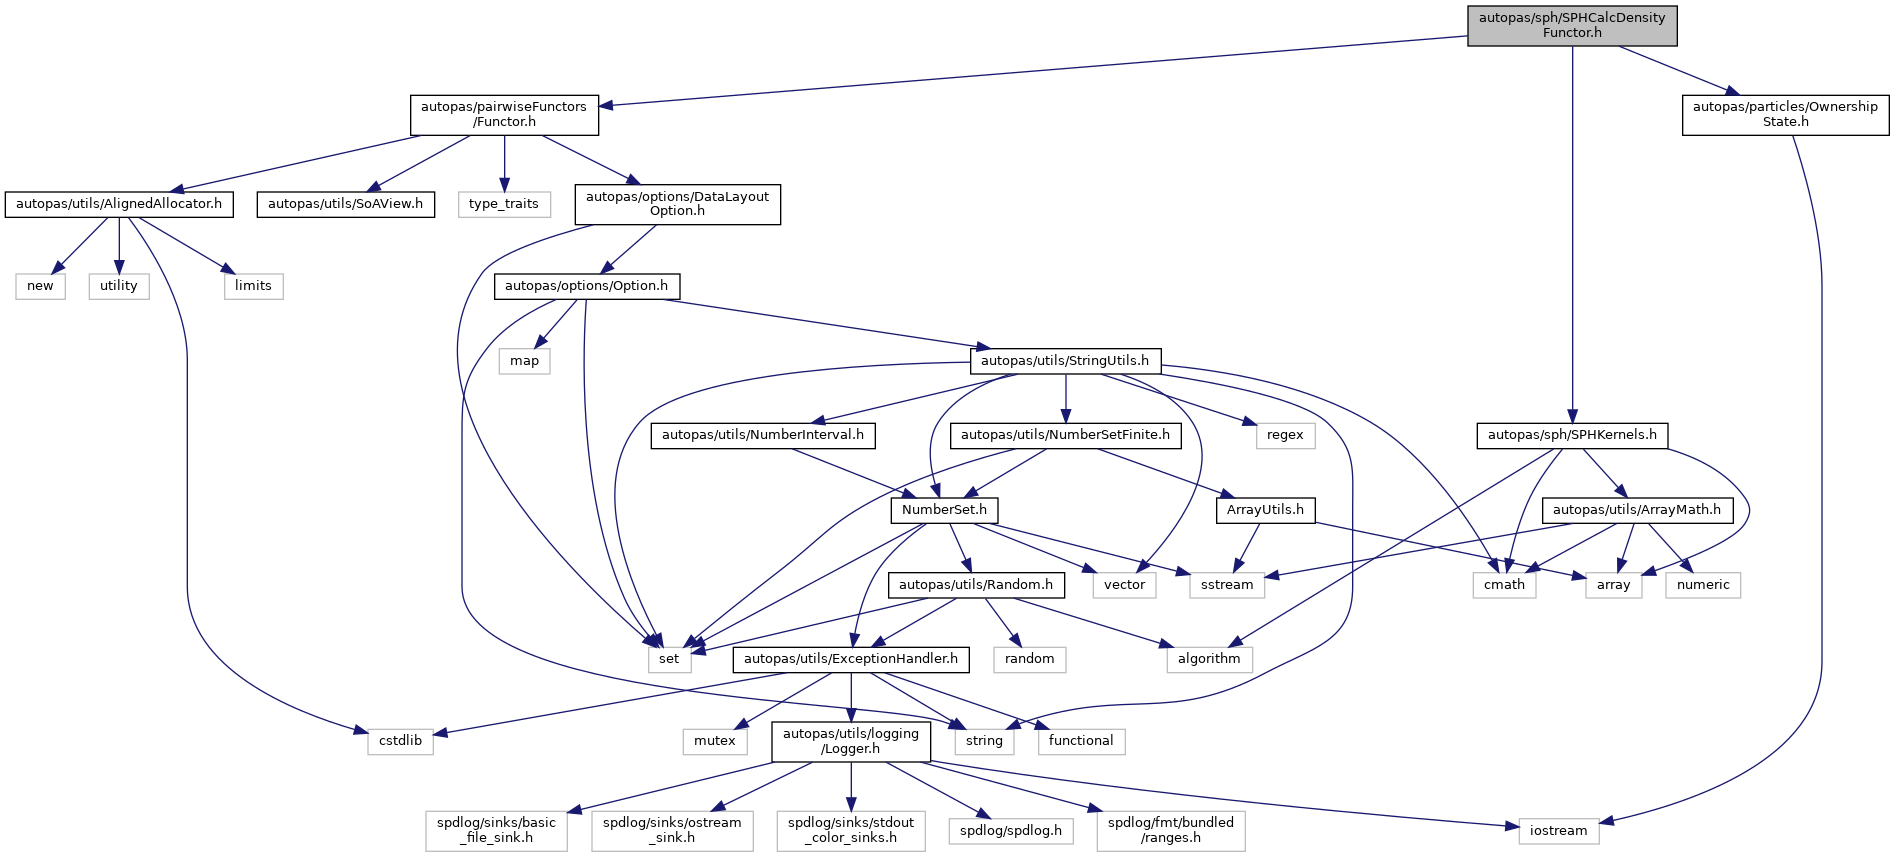 autopas/sph/SPHCalcDensity
Functor.h
autopas/pairwiseFunctors
/Functor.h
autopas/particles/Ownership
State.h
autopas/utils/AlignedAllocator.h
autopas/utils/SoAView.h
type_traits
autopas/options/DataLayout
Option.h
new
utility
limits
autopas/options/Option.h
map
autopas/utils/StringUtils.h
autopas/utils/NumberInterval.h
autopas/utils/NumberSetFinite.h
regex
autopas/sph/SPHKernels.h
NumberSet.h
ArrayUtils.h
autopas/utils/ArrayMath.h
autopas/utils/Random.h
vector
sstream
cmath
array
numeric
set
autopas/utils/ExceptionHandler.h
random
algorithm
cstdlib
mutex
autopas/utils/logging
/Logger.h
string
functional
spdlog/sinks/basic
_file_sink.h
spdlog/sinks/ostream
_sink.h
spdlog/sinks/stdout
_color_sinks.h
spdlog/spdlog.h
spdlog/fmt/bundled
/ranges.h
iostream